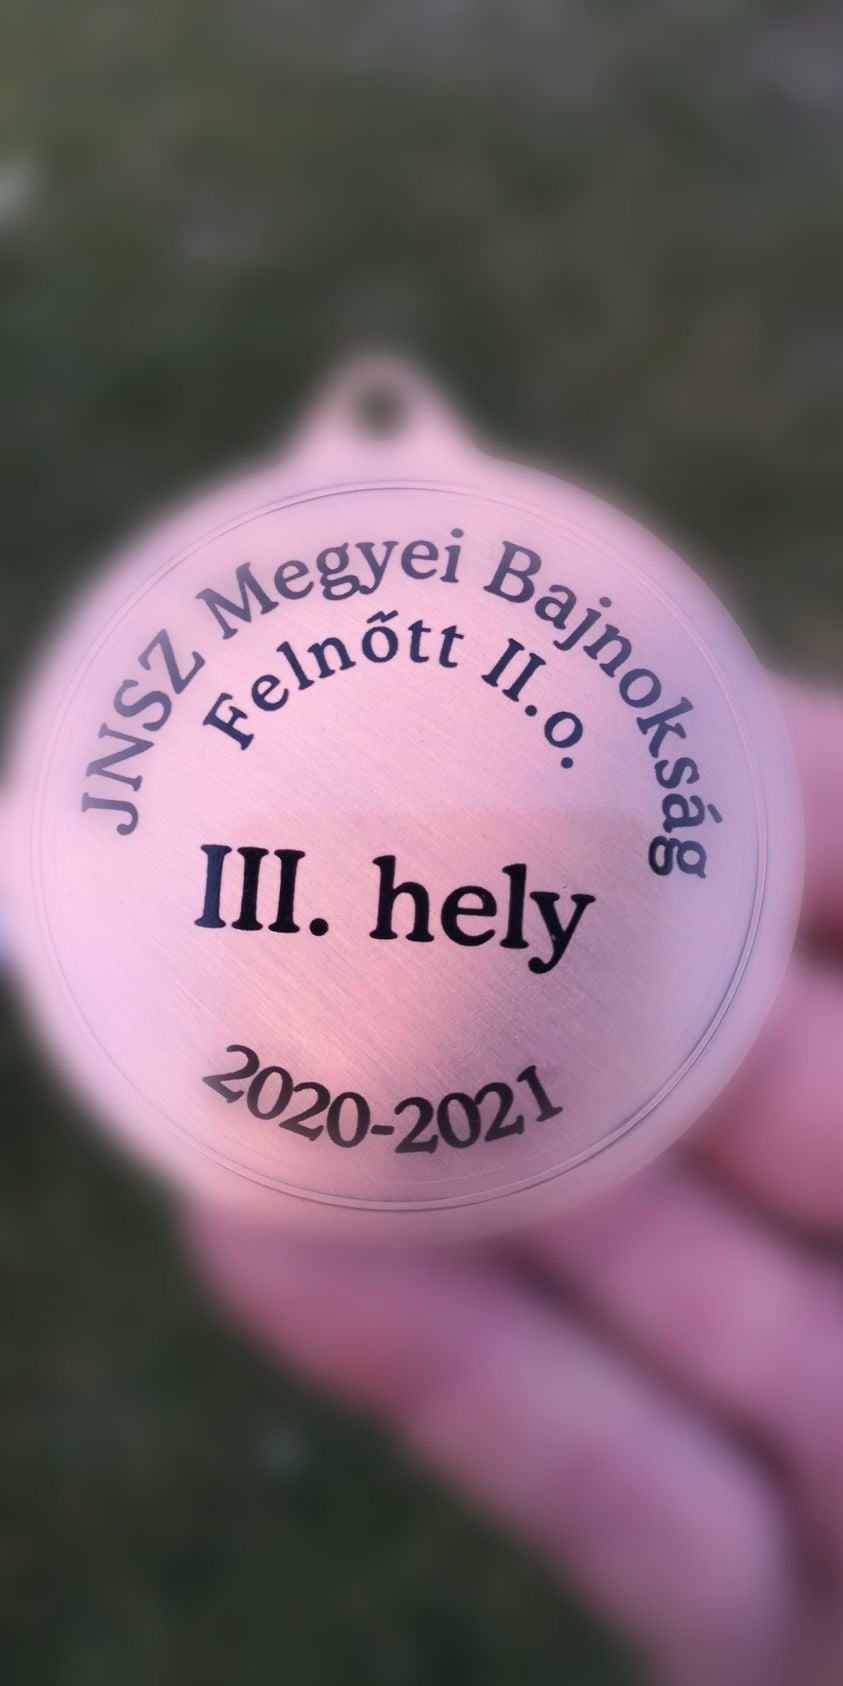 JNSZ Megyei Bajnokság
Felnőtt II.o.
III. hely
2020-2021